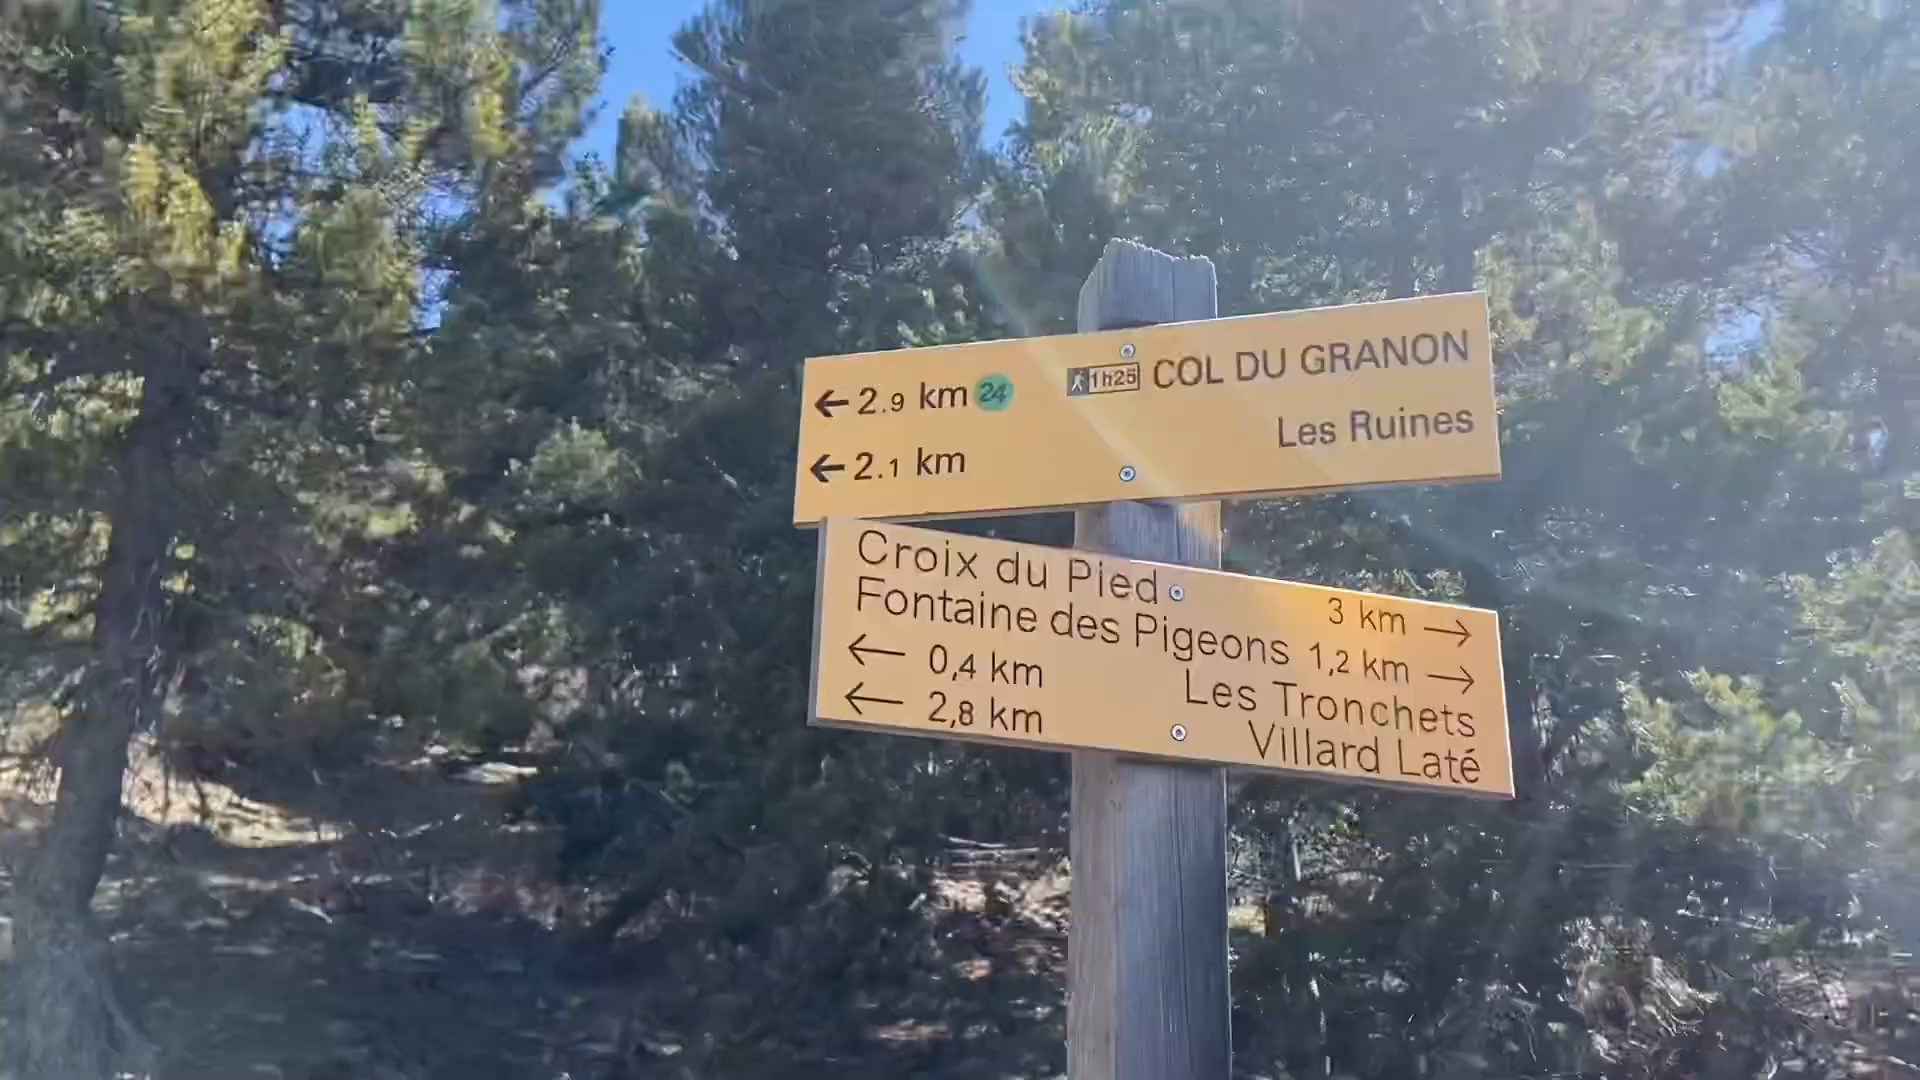 ← 2.9 km 24 1h25 COL DU GRANON
← 2.1 km Les Ruines
Croix du Pied 3 km →
Fontaine des Pigeons 1,2 km →
← 0,4 km Les Tronchets
← 2,8 km Villard Laté